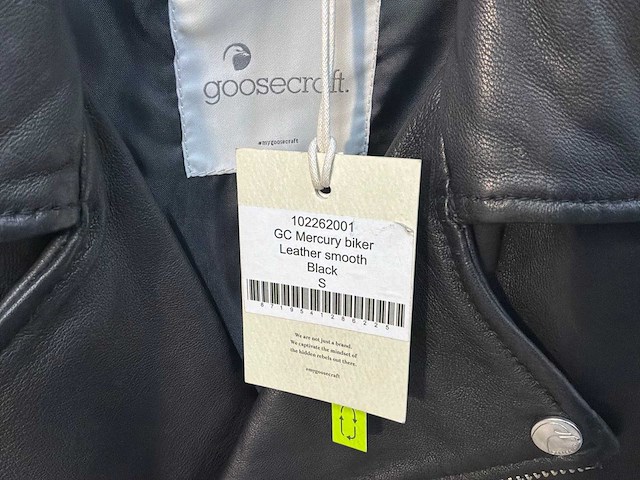 goosecraft.
#mygoosecraft
102262001
GC Mercury biker
Leather smooth
Black
S
We are not just a brand.
We captivate the mindset of
the hidden rebels out there.
#mygoosecraft